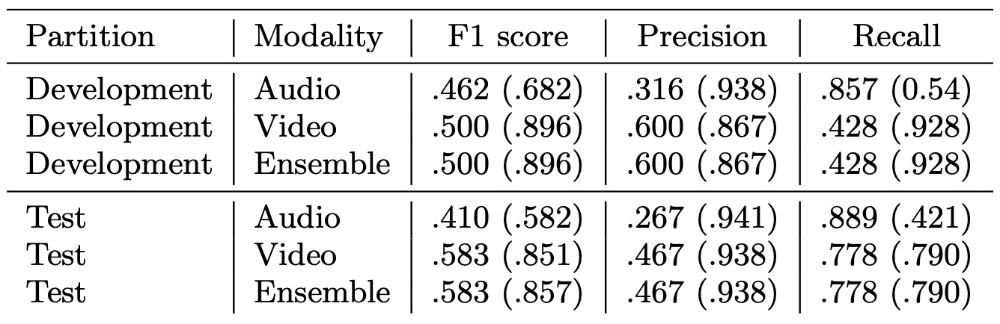 Partition Modality F1 score Precision Recall
Development Audio .462 (.682) .316 (.938) .857 (0.54)
Development Video .500 (.896) .600 (.867) .428 (.928)
Development Ensemble .500 (.896) .600 (.867) .428 (.928)
Test Audio .410 (.582) .267 (.941) .889 (.421)
Test Video .583 (.851) .467 (.938) .778 (.790)
Test Ensemble .583 (.857) .467 (.938) .778 (.790)